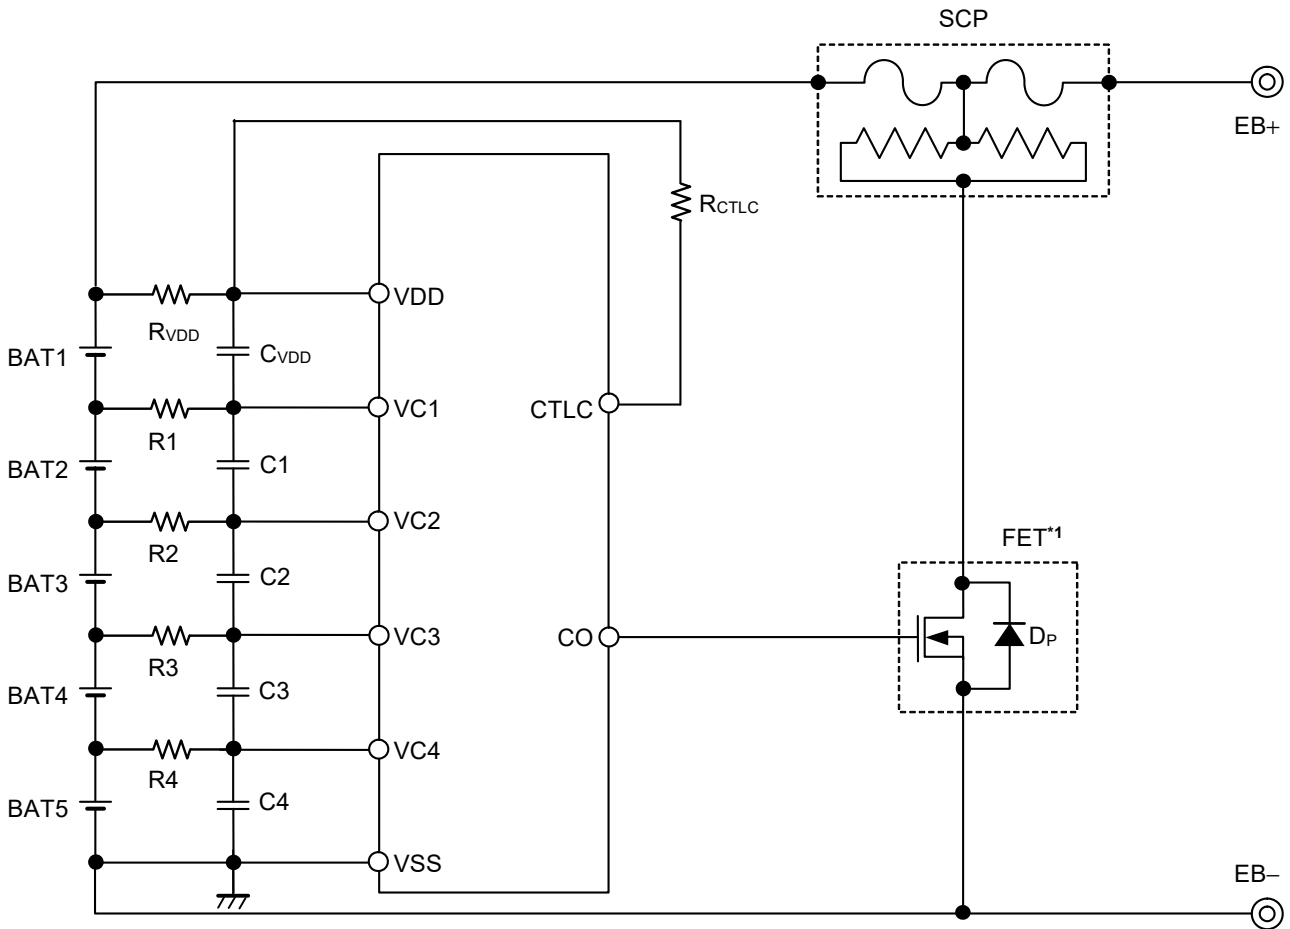 SCP
EB+
RCTLC
VDD
RVDD
CVDD
BAT1
VC1
CTLC
R1
C1
BAT2
VC2
R2
C2
BAT3
FET*1
VC3
CO
DP
R3
C3
BAT4
VC4
R4
C4
BAT5
VSS
EB−